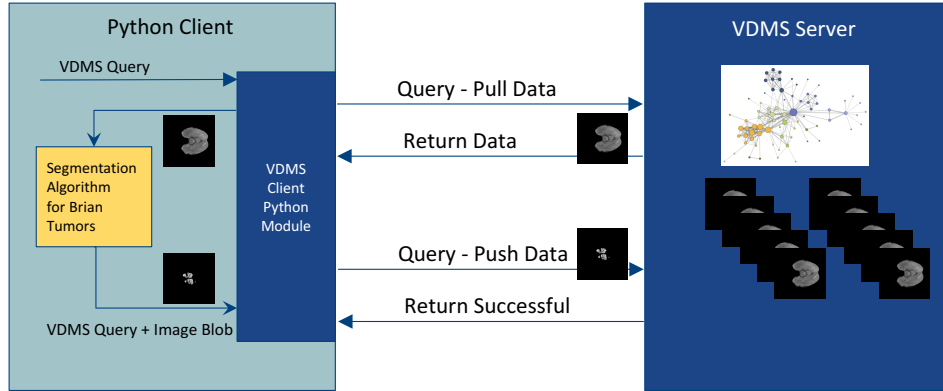 Python Client
VDMS Query
Segmentation
Algorithm
for Brian
Tumors
VDMS Query + Image Blob
VDMS
Client
Python
Module
Query - Pull Data
Return Data
Query - Push Data
Return Successful
VDMS Server